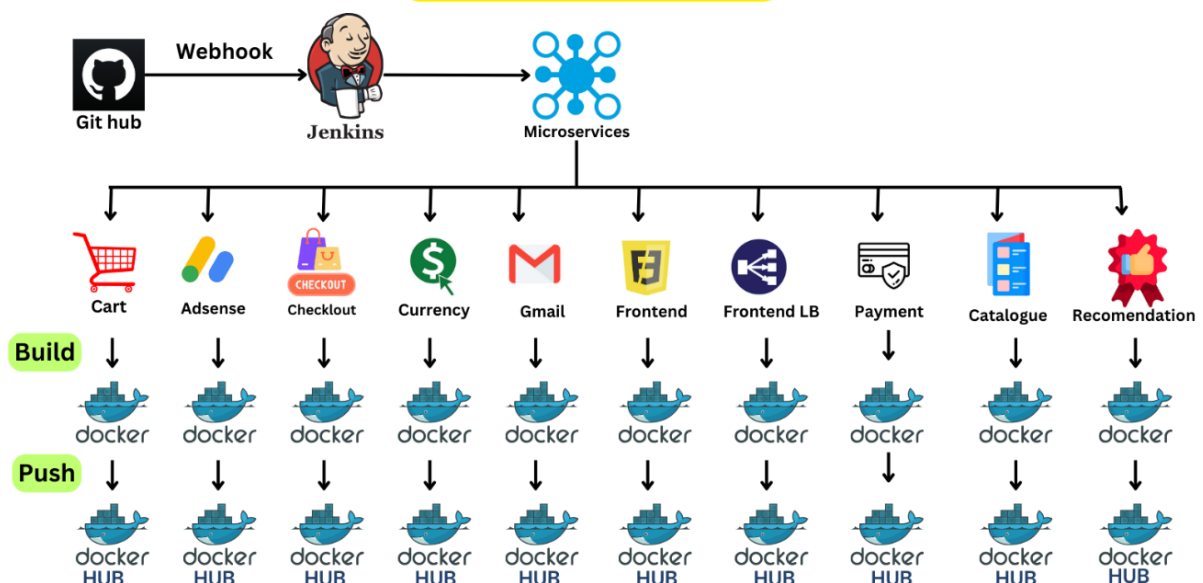 Webhook
Git hub
Jenkins
Microservices
CHECKOUT
Cart
Adsense
Checklout
Currency
Gmail
Frontend
Frontend LB
Payment
Catalogue
Recomendation
Build
docker docker docker docker docker docker docker docker docker docker
Push
docker docker docker docker docker docker docker docker docker docker
HUB HUB HUB HUB HUB HUB HUB HUB HUB HUB